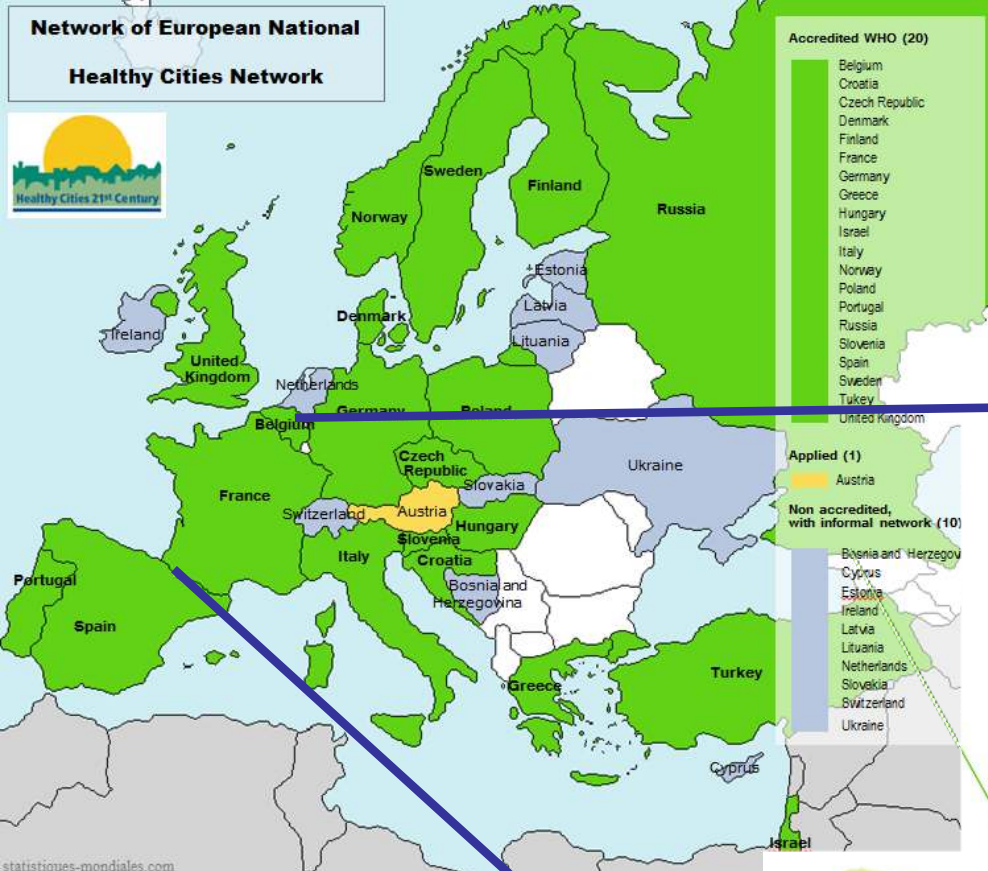 Network of European National
Healthy Cities Network
Healthy Cities 21st Century
Sweden
Finland
Norway
Russia
Estonia
Latvia
Lituania
Denmark
Ireland
United
Kingdom
Netherlands
Germany
Poland
Belgium
Czech
Republic
Slovakia
Ukraine
France
Switzerland
Austria
Hungary
Slovenia
Italy
Croatia
Bosnia and
Herzegovina
Portugal
Spain
Greece
Turkey
Cyprus
Israel
statistiques-mondiales.com
Accredited WHO (20)
Belgium
Croatia
Czech Republic
Denmark
Finland
France
Germany
Greece
Hungary
Israel
Italy
Norway
Poland
Portugal
Russia
Slovenia
Spain
Sweden
Tukey
United Kingdom
Applied (1)
Austria
Non accredited,
with informal network (10)
Bosnia and Herzegov
Cyprus
Estonia
Ireland
Latvia
Lituania
Netherlands
Slovakia
Switzerland
Ukraine